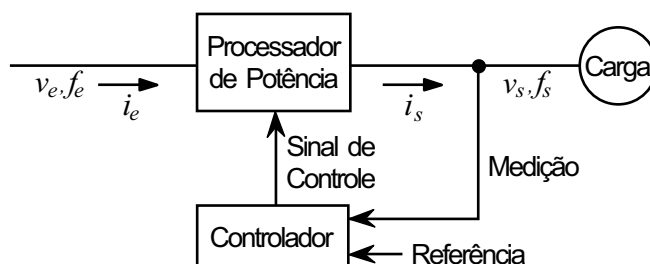 Processador
de Potência
Carga
v_e, f_e
i_e
i_s
v_s, f_s
Sinal de
Controle
Medição
Controlador
Referência